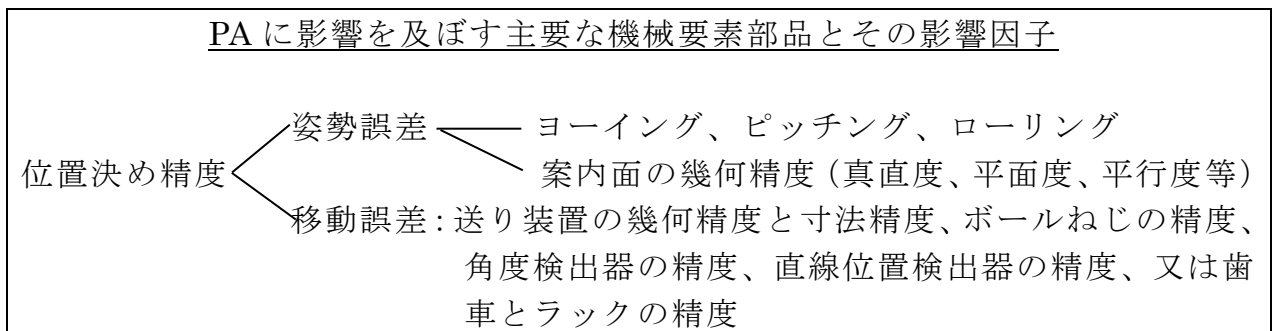 PAに影響を及ぼす主要な機械要素部品とその影響因子
姿勢誤差 ヨーイング、ピッチング、ローリング
位置決め精度 案内面の幾何精度（真直度、平面度、平行度等）
移動誤差：送り装置の幾何精度と寸法精度、ボールねじの精度、
角度検出器の精度、直線位置検出器の精度、又は歯
車とラックの精度